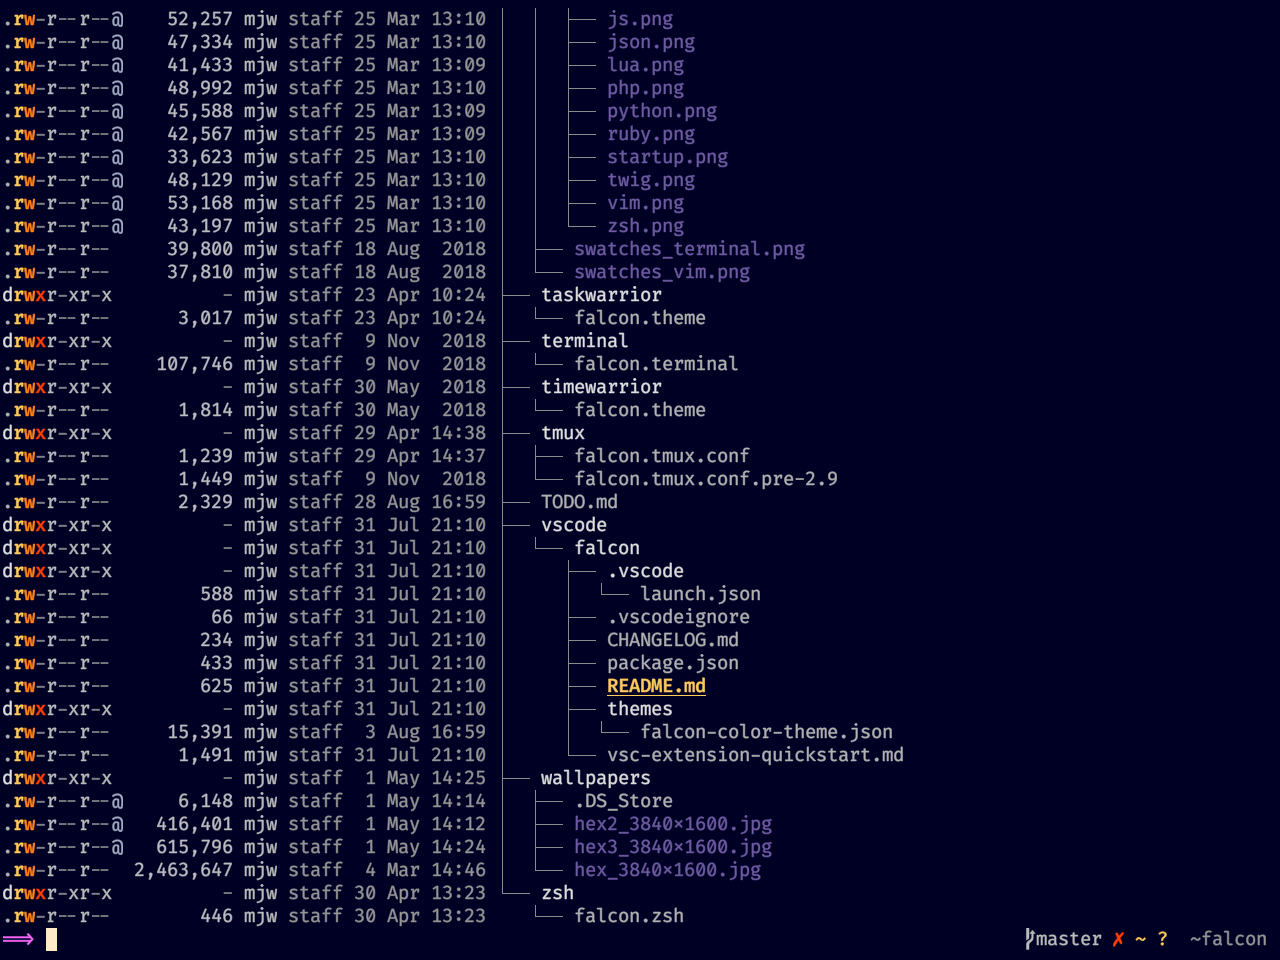 .rw-r--r--@ 52,257 mjw staff 25 Mar 13:10 │ │ ├── js.png
.rw-r--r--@ 47,334 mjw staff 25 Mar 13:10 │ │ ├── json.png
.rw-r--r--@ 41,433 mjw staff 25 Mar 13:09 │ │ ├── lua.png
.rw-r--r--@ 48,992 mjw staff 25 Mar 13:10 │ │ ├── php.png
.rw-r--r--@ 45,588 mjw staff 25 Mar 13:09 │ │ ├── python.png
.rw-r--r--@ 42,567 mjw staff 25 Mar 13:09 │ │ ├── ruby.png
.rw-r--r--@ 33,623 mjw staff 25 Mar 13:10 │ │ ├── startup.png
.rw-r--r--@ 48,129 mjw staff 25 Mar 13:10 │ │ ├── twig.png
.rw-r--r--@ 53,168 mjw staff 25 Mar 13:10 │ │ ├── vim.png
.rw-r--r--@ 43,197 mjw staff 25 Mar 13:10 │ │ └── zsh.png
.rw-r--r-- 39,800 mjw staff 18 Aug 2018 │ ├── swatches_terminal.png
.rw-r--r-- 37,810 mjw staff 18 Aug 2018 │ └── swatches_vim.png
drwxr-xr-x - mjw staff 23 Apr 10:24 ├── taskwarrior
.rw-r--r-- 3,017 mjw staff 23 Apr 10:24 │ └── falcon.theme
drwxr-xr-x - mjw staff 9 Nov 2018 ├── terminal
.rw-r--r-- 107,746 mjw staff 9 Nov 2018 │ └── falcon.terminal
drwxr-xr-x - mjw staff 30 May 2018 ├── timewarrior
.rw-r--r-- 1,814 mjw staff 30 May 2018 │ └── falcon.theme
drwxr-xr-x - mjw staff 29 Apr 14:38 ├── tmux
.rw-r--r-- 1,239 mjw staff 29 Apr 14:37 │ ├── falcon.tmux.conf
.rw-r--r-- 1,449 mjw staff 9 Nov 2018 │ └── falcon.tmux.conf.pre-2.9
.rw-r--r-- 2,329 mjw staff 28 Aug 16:59 ├── TODO.md
drwxr-xr-x - mjw staff 31 Jul 21:10 ├── vscode
drwxr-xr-x - mjw staff 31 Jul 21:10 │ └── falcon
drwxr-xr-x - mjw staff 31 Jul 21:10 │ ├── .vscode
.rw-r--r-- 588 mjw staff 31 Jul 21:10 │ │ └── launch.json
.rw-r--r-- 66 mjw staff 31 Jul 21:10 │ ├── .vscodeignore
.rw-r--r-- 234 mjw staff 31 Jul 21:10 │ ├── CHANGELOG.md
.rw-r--r-- 433 mjw staff 31 Jul 21:10 │ ├── package.json
.rw-r--r-- 625 mjw staff 31 Jul 21:10 │ ├── README.md
drwxr-xr-x - mjw staff 31 Jul 21:10 │ ├── themes
.rw-r--r-- 15,391 mjw staff 3 Aug 16:59 │ │ └── falcon-color-theme.json
.rw-r--r-- 1,491 mjw staff 31 Jul 21:10 │ └── vsc-extension-quickstart.md
drwxr-xr-x - mjw staff 1 May 14:25 ├── wallpapers
.rw-r--r--@ 6,148 mjw staff 1 May 14:14 │ ├── .DS_Store
.rw-r--r--@ 416,401 mjw staff 1 May 14:12 │ ├── hex2_3840×1600.jpg
.rw-r--r--@ 615,796 mjw staff 1 May 14:24 │ ├── hex3_3840×1600.jpg
.rw-r--r-- 2,463,647 mjw staff 4 Mar 14:46 │ └── hex_3840×1600.jpg
drwxr-xr-x - mjw staff 30 Apr 13:23 └── zsh
.rw-r--r-- 446 mjw staff 30 Apr 13:23 └── falcon.zsh
⟹ master ✗ ~ ? ~falcon